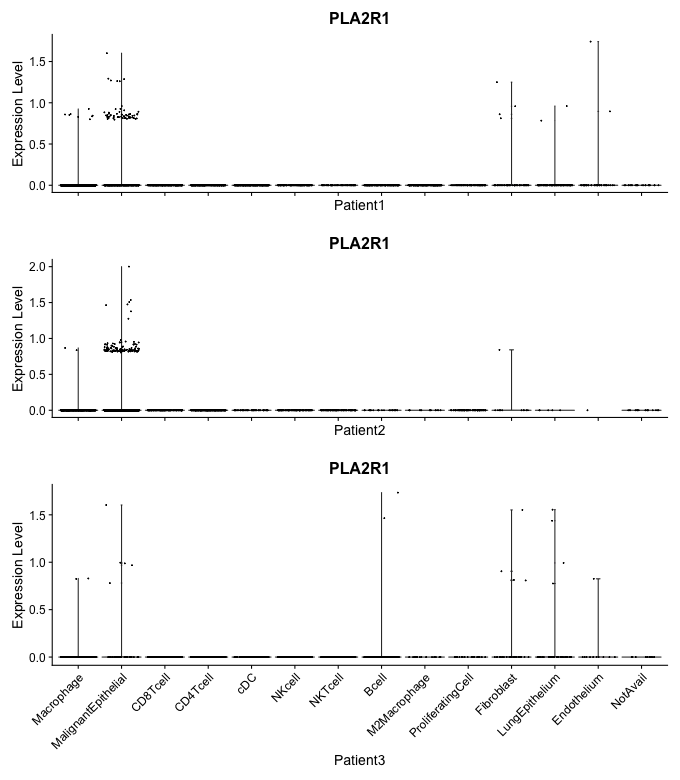 PLA2R1
Expression Level
1.5
1.0
0.5
0.0
Patient1
PLA2R1
Expression Level
2.0
1.5
1.0
0.5
0.0
Patient2
PLA2R1
Expression Level
1.5
1.0
0.5
0.0
Macrophage
MalignantEpithelial
CD8Tcell
CD4Tcell
cDC
NKcell
NKTcell
Bcell
M2Macrophage
ProliferatingCell
Fibroblast
LungEpithelium
Endothelium
NotAvail
Patient3